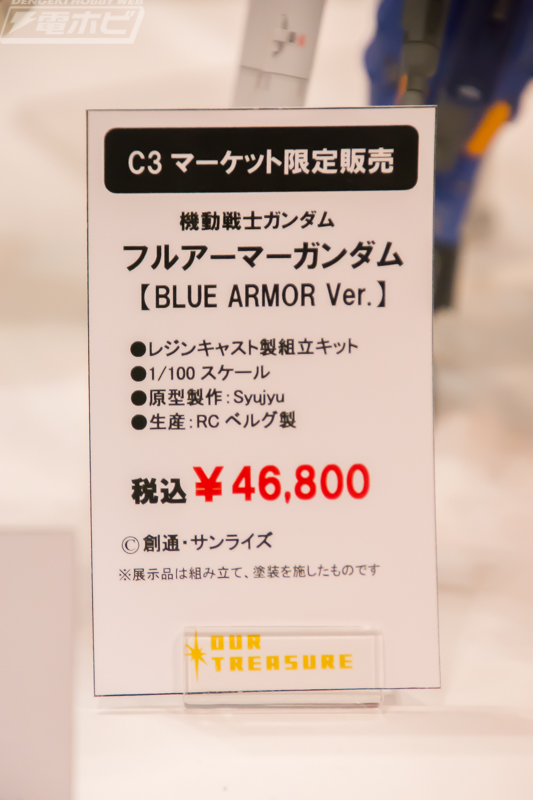 DENGEKI HOBBY WEB
電ホビ
C3 マーケット限定販売
機動戦士ガンダム
フルアーマーガンダム
【BLUE ARMOR Ver.】
●レジンキャスト製組立キット
●1/100 スケール
●原型製作：Syujyu
●生産：RC ベルグ製
税込 ￥46,800
©創通・サンライズ
※展示品は組み立て、塗装を施したものです
OUR
TREASURE